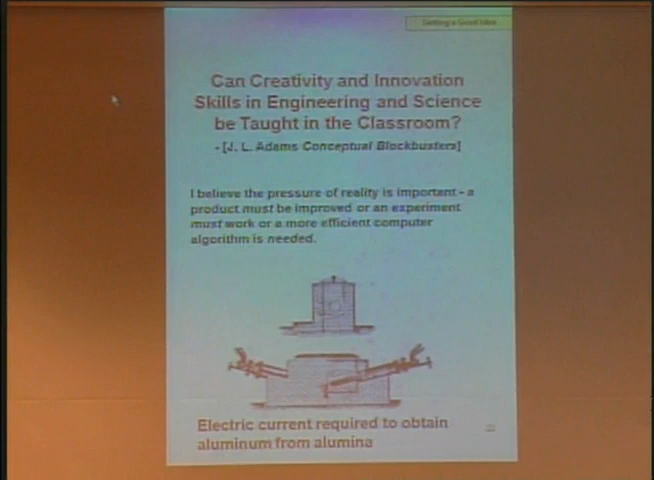 Getting a Good Idea
Can Creativity and Innovation
Skills in Engineering and Science
be Taught in the Classroom?
- [J. L. Adams Conceptual Blockbusters]
I believe the pressure of reality is important - a
product must be improved or an experiment
must work or a more efficient computer
algorithm is needed.
Electric current required to obtain
aluminum from alumina